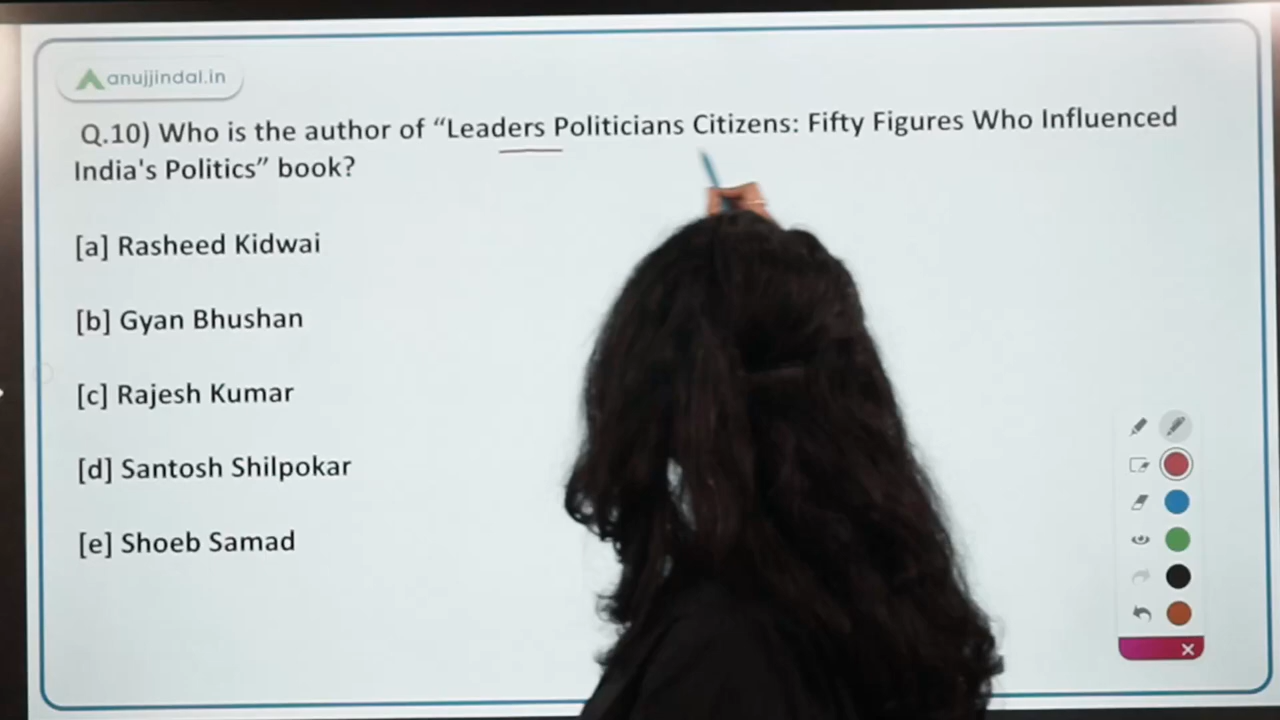 anujjindal.in
Q.10) Who is the author of “Leaders Politicians Citizens: Fifty Figures Who Influenced
India's Politics” book?
[a] Rasheed Kidwai
[b] Gyan Bhushan
[c] Rajesh Kumar
[d] Santosh Shilpokar
[e] Shoeb Samad